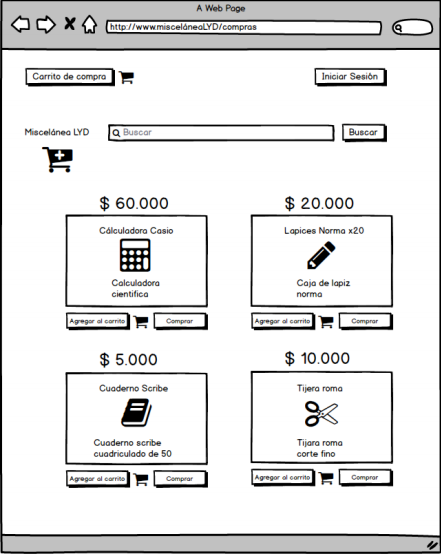 A Web Page
http://www.misceláneaLYD/compras
Carrito de compra
Iniciar Sesión
Miscelánea LYD
Buscar
Buscar
$ 60.000
$ 20.000
Cálculadora Casio
Lapices Norma x20
Calculadora
cientifica
Caja de lapiz
norma
Agregar al carrito
Comprar
Agregar al carrito
Comprar
$ 5.000
$ 10.000
Cuaderno Scribe
Tijera roma
Cuaderno scribe
cuadriculado de 50
Tijara roma
corte fino
Agregar al carrito
Comprar
Agregar al carrito
Comprar